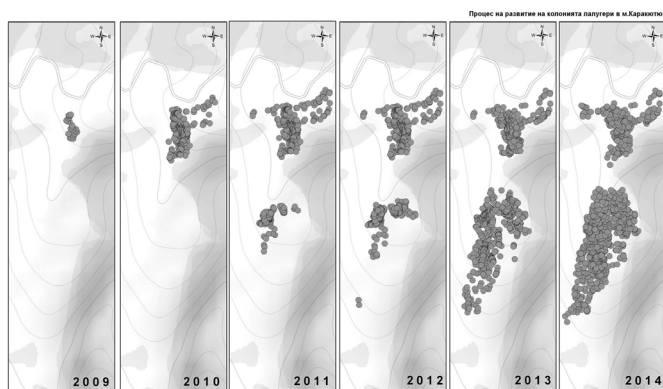 Процес на развитие на колонията лалугери в м.Каракютю
N
W E
S
N
W E
S
N
W E
S
N
W E
S
N
W E
S
N
W E
S
2009
2010
2011
2012
2013
2014